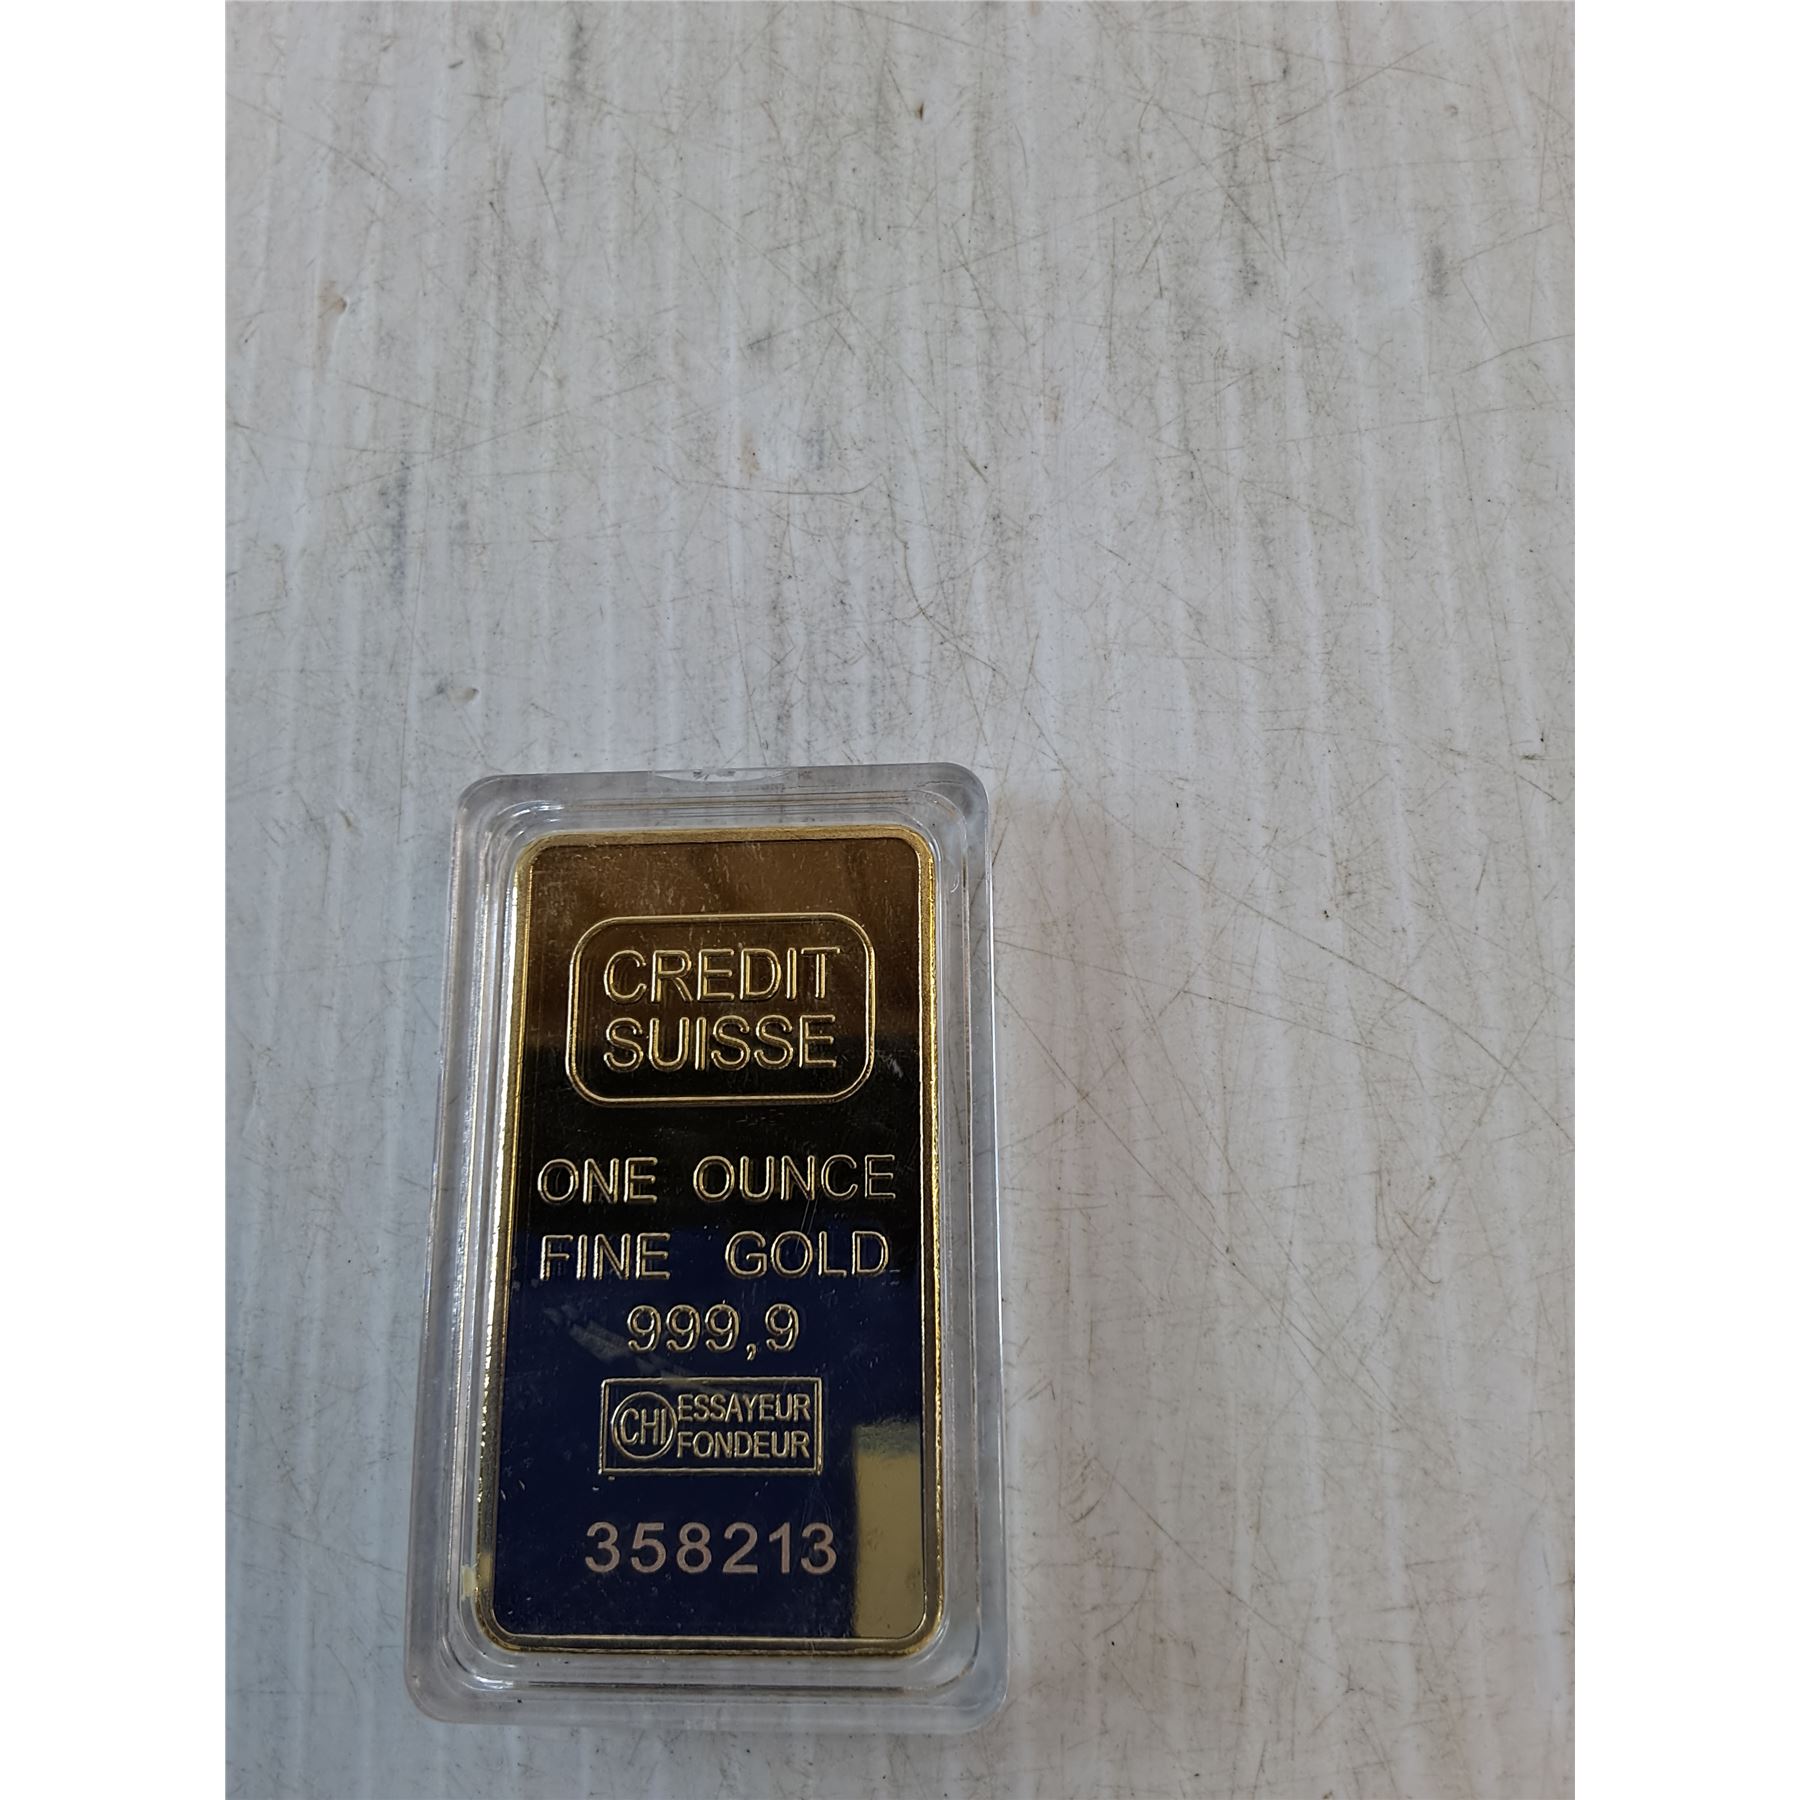 CREDIT
SUISSE
ONE OUNCE
FINE GOLD
999,9
CHI ESSAYEUR
FONDEUR
358213